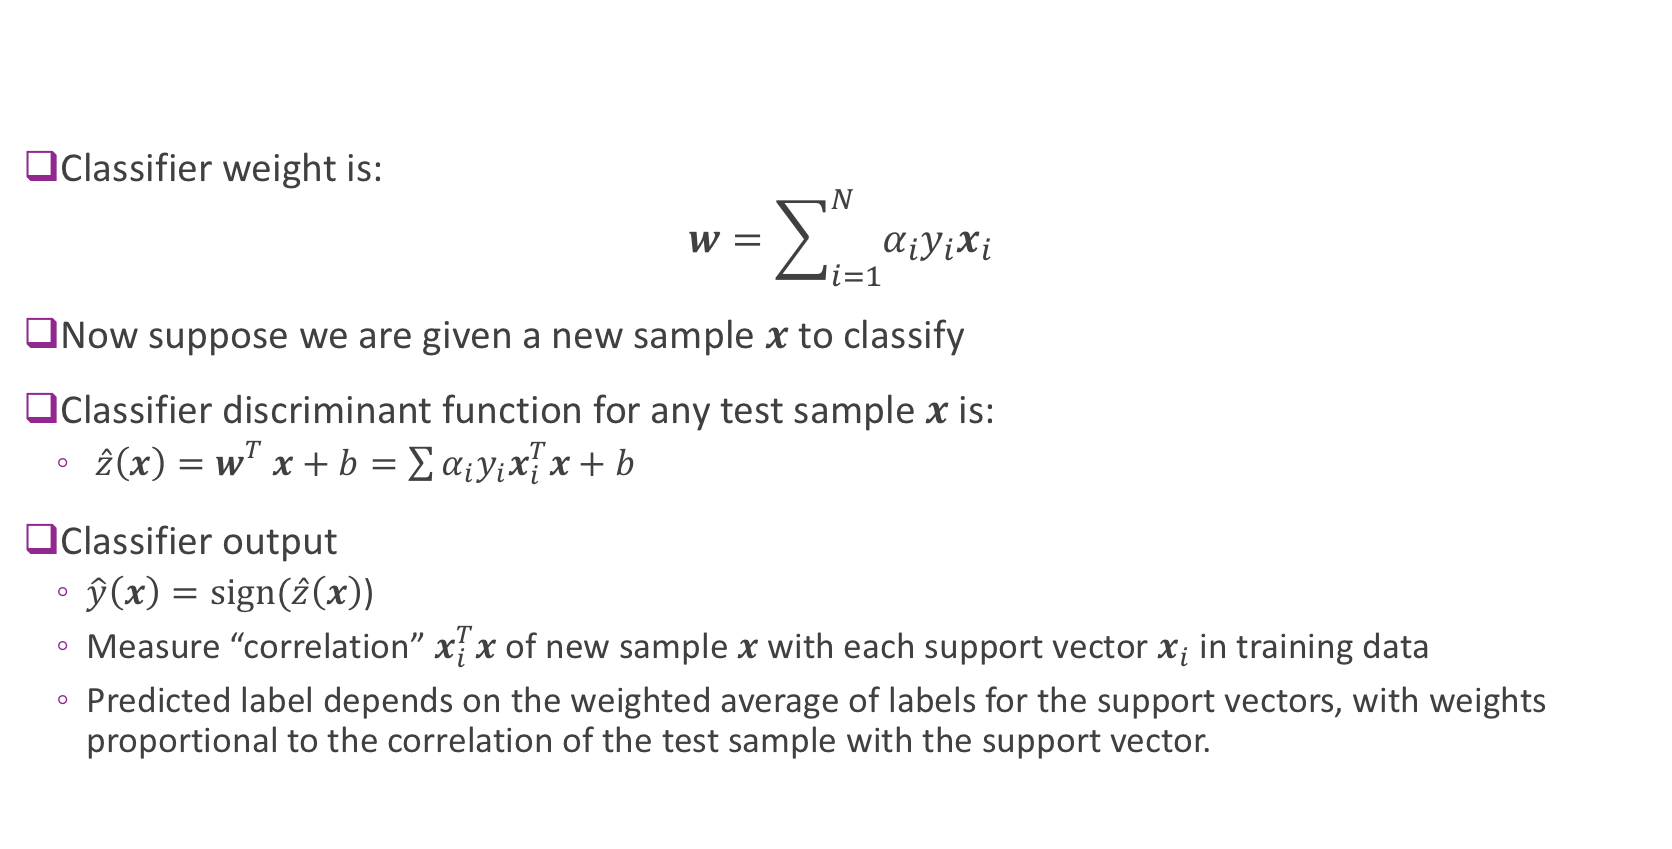 ❑Classifier weight is:
𝒘 = ∑_{i=1}^{N} α_i y_i 𝒙_i
❑Now suppose we are given a new sample 𝒙 to classify
❑Classifier discriminant function for any test sample 𝒙 is:
◦ ẑ(𝒙) = 𝒘^T 𝒙 + b = ∑ α_i y_i 𝒙_i^T 𝒙 + b
❑Classifier output
◦ ŷ(𝒙) = sign(ẑ(𝒙))
◦ Measure “correlation” 𝒙_i^T 𝒙 of new sample 𝒙 with each support vector 𝒙_i in training data
◦ Predicted label depends on the weighted average of labels for the support vectors, with weights
proportional to the correlation of the test sample with the support vector.